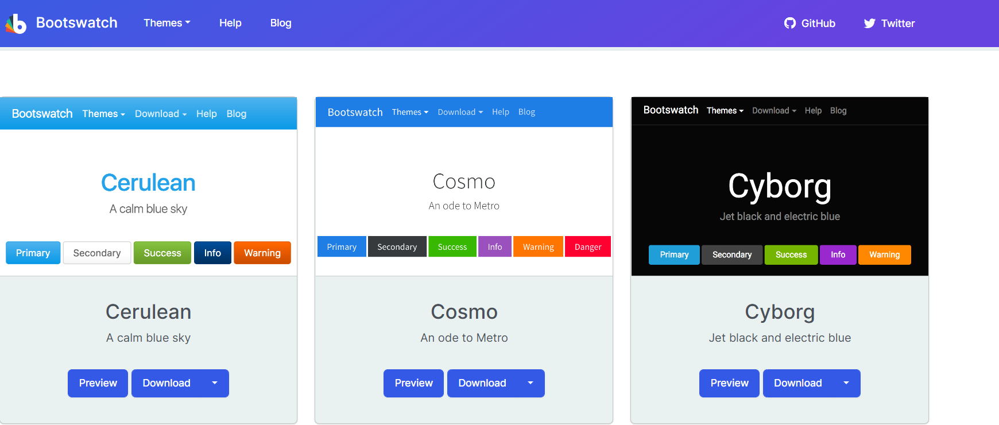 Bootswatch Themes Help Blog GitHub Twitter
Bootswatch Themes Download Help Blog
Cerulean
A calm blue sky
Primary Secondary Success Info Warning
Cerulean
A calm blue sky
Preview Download
Bootswatch Themes Download Help Blog
Cosmo
An ode to Metro
Primary Secondary Success Info Warning Danger
Cosmo
An ode to Metro
Preview Download
Bootswatch Themes Download Help Blog
Cyborg
Jet black and electric blue
Primary Secondary Success Info Warning
Cyborg
Jet black and electric blue
Preview Download